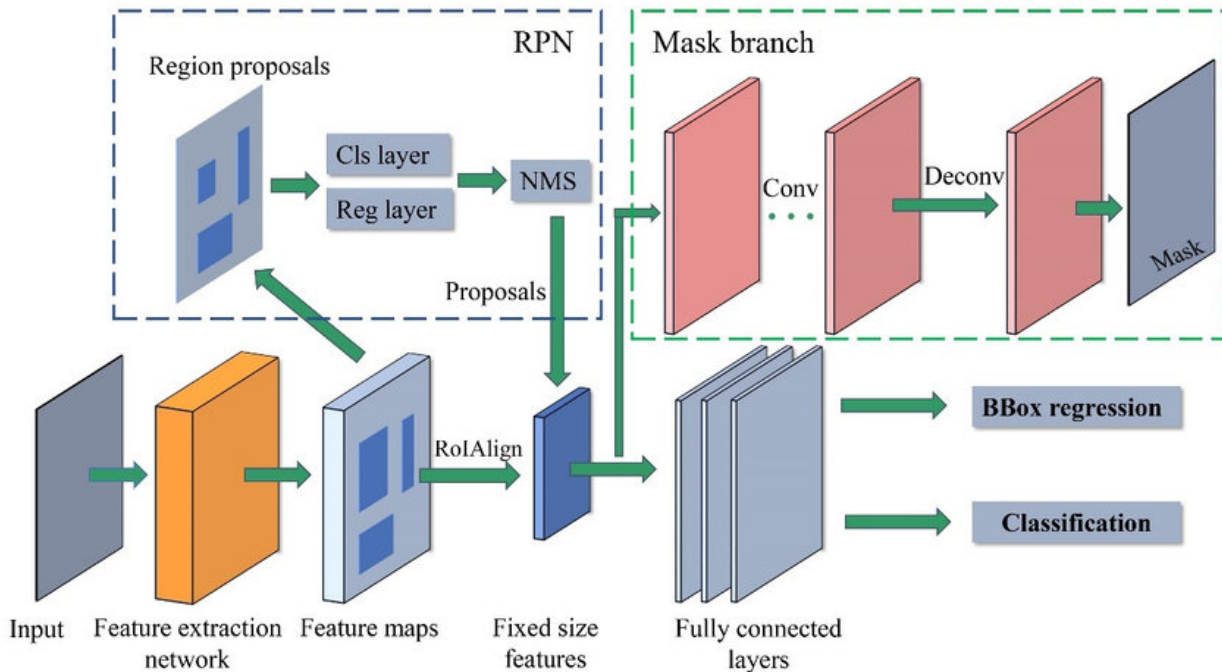 RPN
Mask branch
Region proposals
Cls layer
Reg layer
NMS
Proposals
Conv
Deconv
Mask
RoIAlign
BBox regression
Classification
Input
Feature extraction
network
Feature maps
Fixed size
features
Fully connected
layers